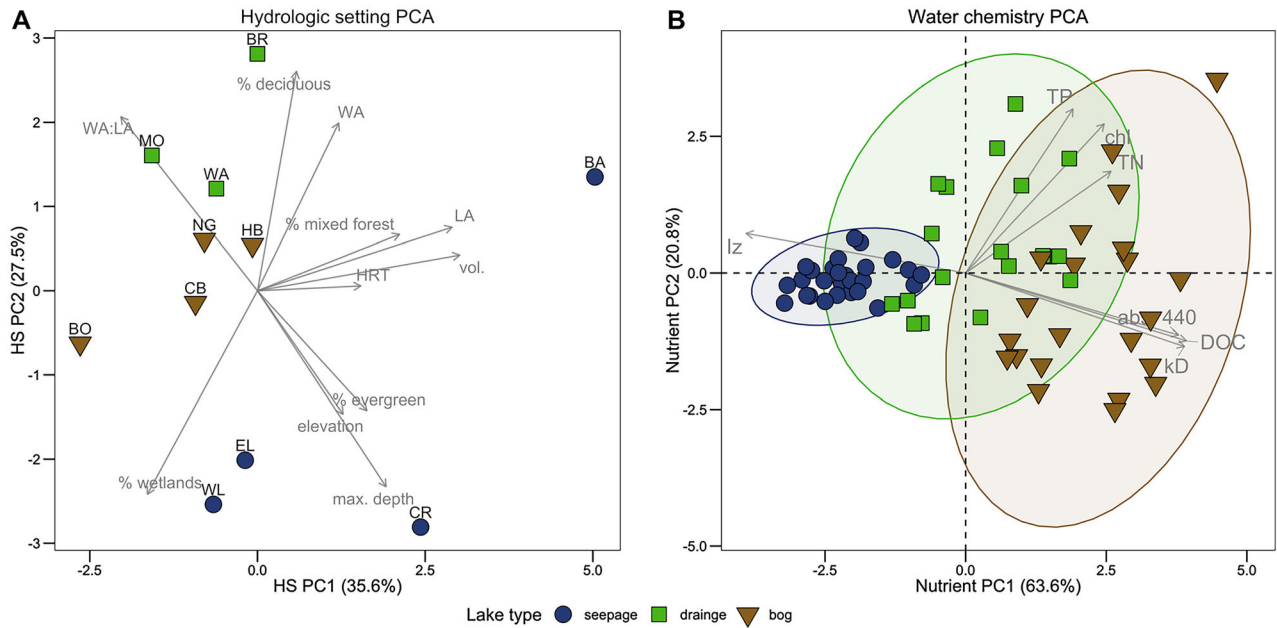 A
Hydrologic setting PCA
HS PC2 (27.5%)
3
2
1
0
-1
-2
-3
BR
% deciduous
WA
WA:LA
MO
WA
BA
NG
HB
% mixed forest
LA
vol.
HRT
CB
BO
% evergreen
elevation
EL
% wetlands
WL
max. depth
CR
-2.5
0.0
2.5
5.0
HS PC1 (35.6%)
B
Water chemistry PCA
Nutrient PC2 (20.8%)
2.5
0.0
-2.5
-5.0
TP
chl
TN
Iz
440
DOC
kD
-2.5
0.0
2.5
5.0
Nutrient PC1 (63.6%)
Lake type
seepage
drainge
bog